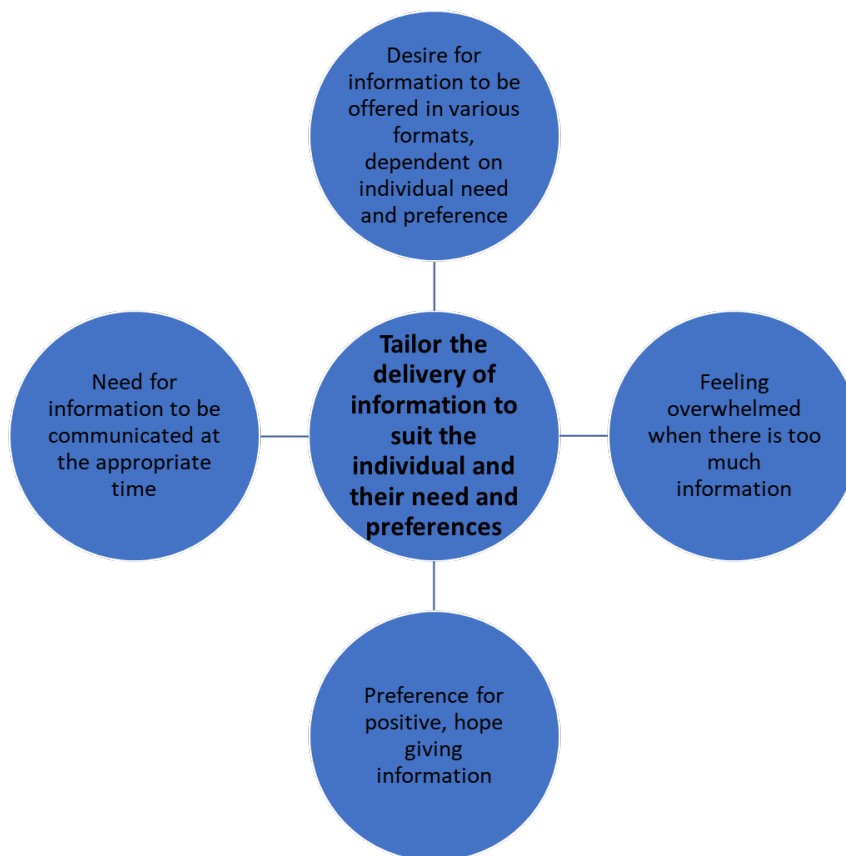 Desire for
information to be
offered in various
formats,
dependent on
individual need
and preference
Need for
information to be
communicated at
the appropriate
time
Tailor the
delivery of
information to
suit the
individual and
their need and
preferences
Feeling
overwhelmed
when there is too
much
information
Preference for
positive, hope
giving
information